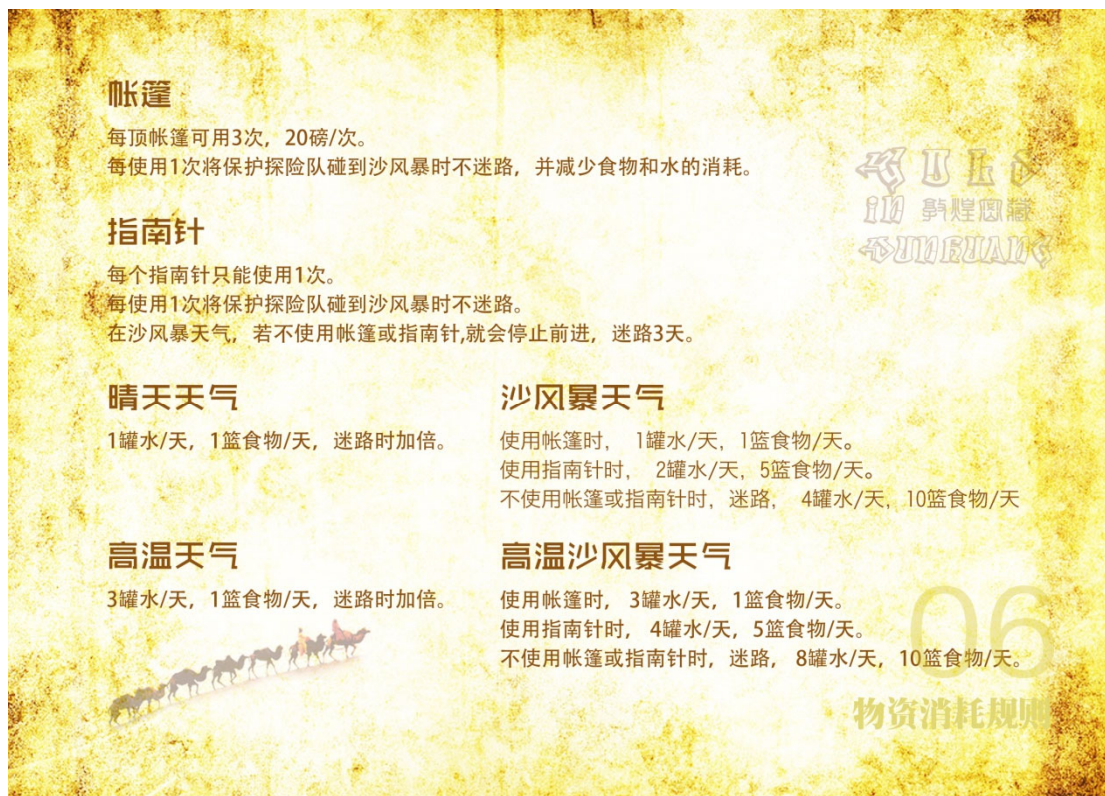 帐篷
每顶帐篷可用3次，20磅/次。
每使用1次将保护探险队碰到沙风暴时不迷路，并减少食物和水的消耗。
GOLD
in 敦煌窟藏
DUNHUANG
指南针
每个指南针只能使用1次。
每使用1次将保护探险队碰到沙风暴时不迷路。
在沙风暴天气，若不使用帐篷或指南针,就会停止前进，迷路3天。
晴天天气
1罐水/天，1篮食物/天，迷路时加倍。
沙风暴天气
使用帐篷时， 1罐水/天，1篮食物/天。
使用指南针时， 2罐水/天，5篮食物/天。
不使用帐篷或指南针时，迷路， 4罐水/天，10篮食物/天
高温天气
3罐水/天，1篮食物/天，迷路时加倍。
高温沙风暴天气
使用帐篷时， 3罐水/天，1篮食物/天。
使用指南针时， 4罐水/天，5篮食物/天。
不使用帐篷或指南针时，迷路， 8罐水/天，10篮食物/天。
06
物资消耗规则